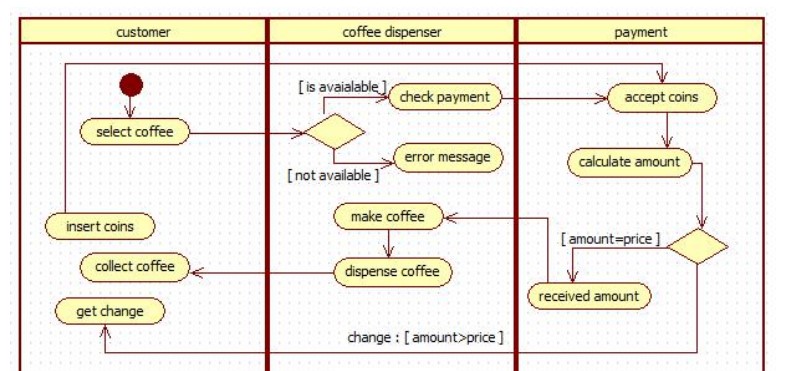 customer
coffee dispenser
payment
[ is avaialable ]
check payment
accept coins
select coffee
error message
calculate amount
[ not available ]
make coffee
insert coins
[ amount=price ]
collect coffee
dispense coffee
received amount
get change
change : [ amount>price ]